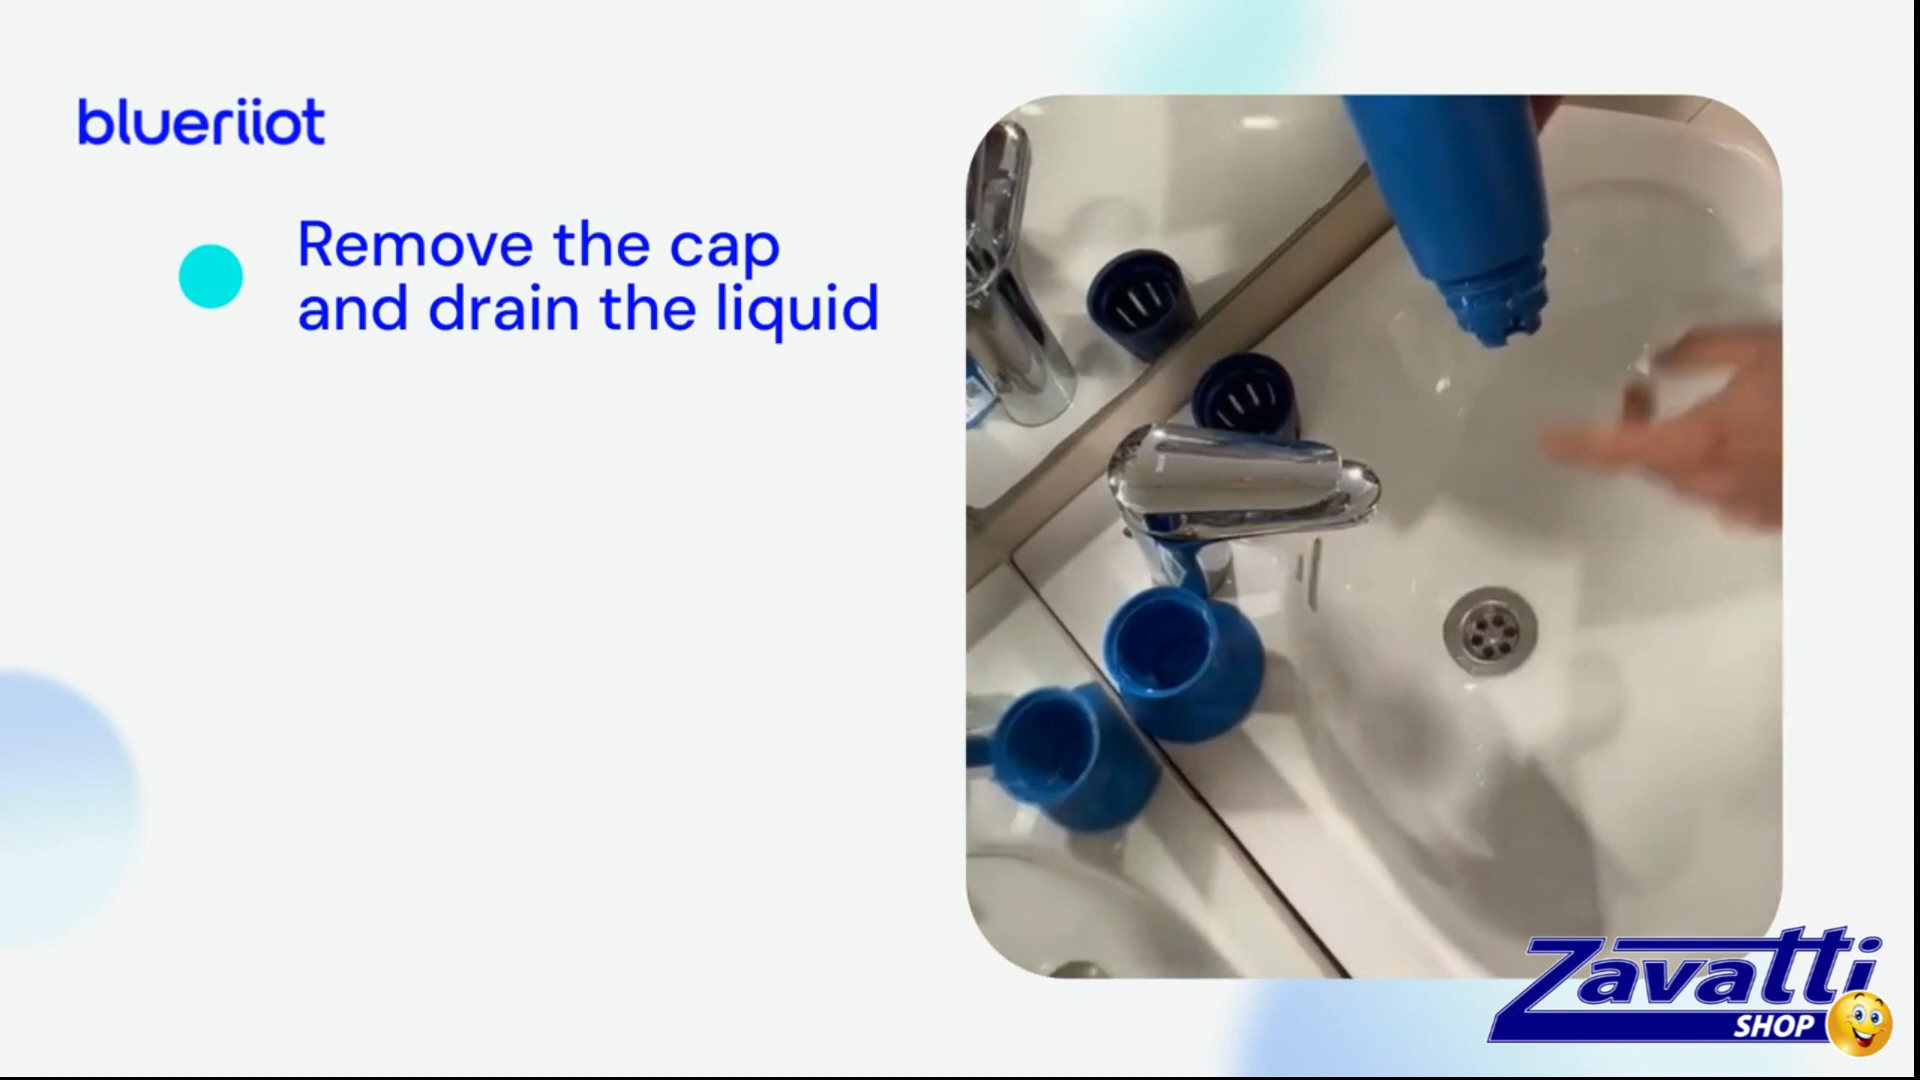 blueriiot
Remove the cap
and drain the liquid
Zavatti
SHOP